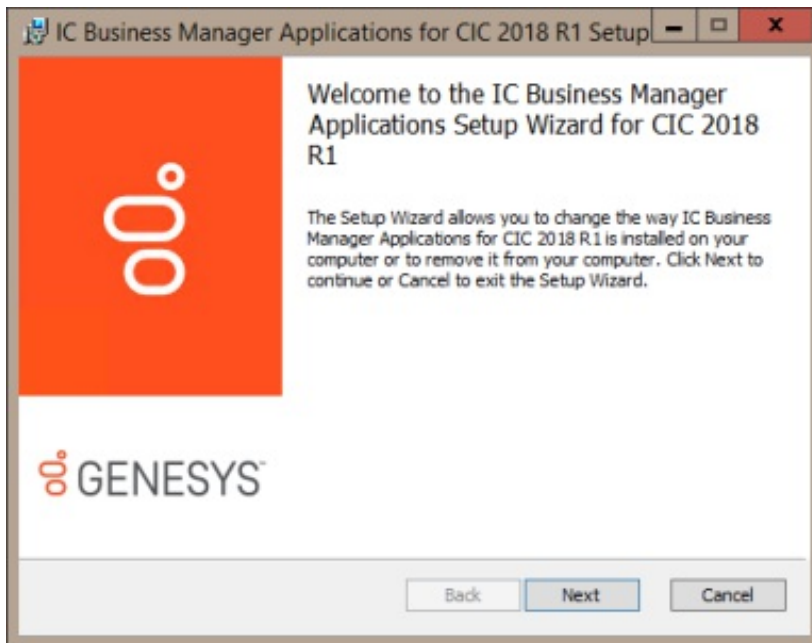 IC Business Manager Applications for CIC 2018 R1 Setup
Welcome to the IC Business Manager
Applications Setup Wizard for CIC 2018
R1
The Setup Wizard allows you to change the way IC Business
Manager Applications for CIC 2018 R1 is installed on your
computer or to remove it from your computer. Click Next to
continue or Cancel to exit the Setup Wizard.
GENESYS™
Back Next Cancel